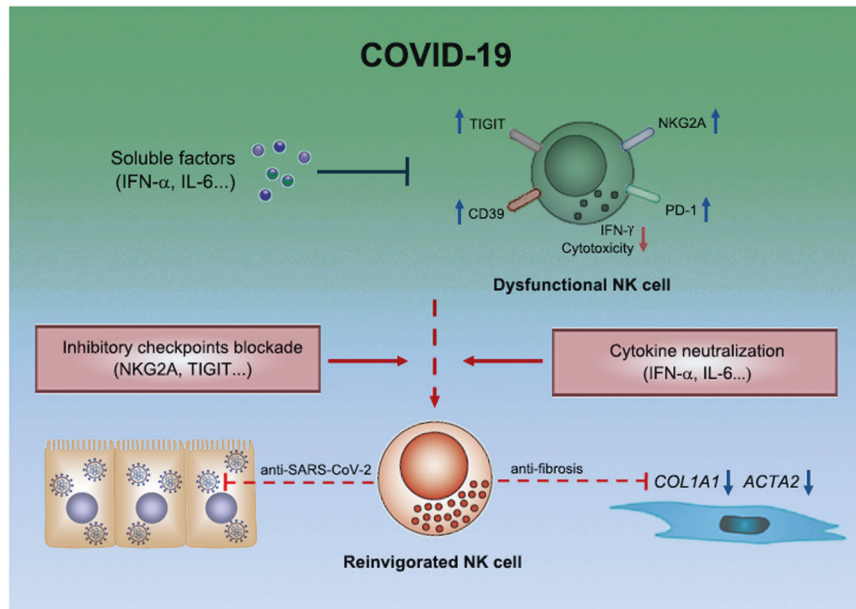 COVID-19
Soluble factors
(IFN-α, IL-6...)
TIGIT
NKG2A
CD39
PD-1
IFN-γ
Cytotoxicity
Dysfunctional NK cell
Inhibitory checkpoints blockade
(NKG2A, TIGIT...)
Cytokine neutralization
(IFN-α, IL-6...)
anti-SARS-CoV-2
anti-fibrosis
COL1A1 ACTA2
Reinvigorated NK cell